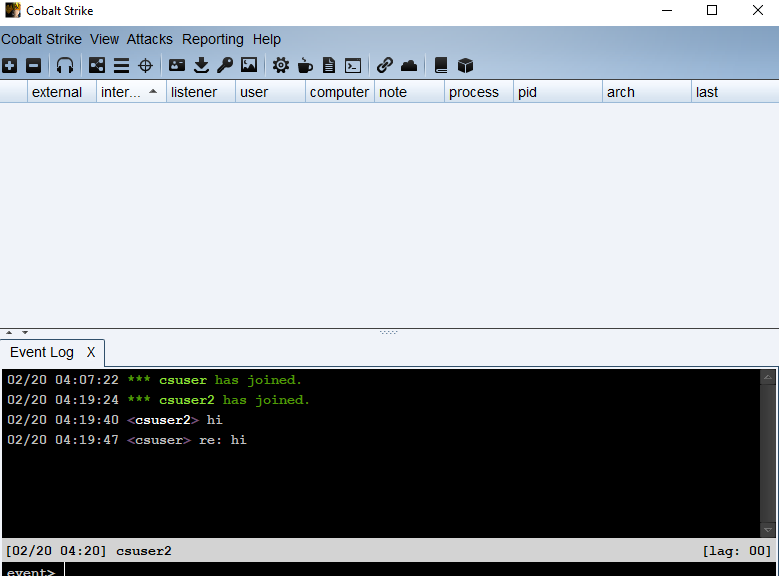 Cobalt Strike
Cobalt Strike View Attacks Reporting Help
external inter... listener user computer note process pid arch last
Event Log X
02/20 04:07:22 *** csuser has joined.
02/20 04:19:24 *** csuser2 has joined.
02/20 04:19:40 <csuser2> hi
02/20 04:19:47 <csuser> re: hi
[02/20 04:20] csuser2 [lag: 00]
event>